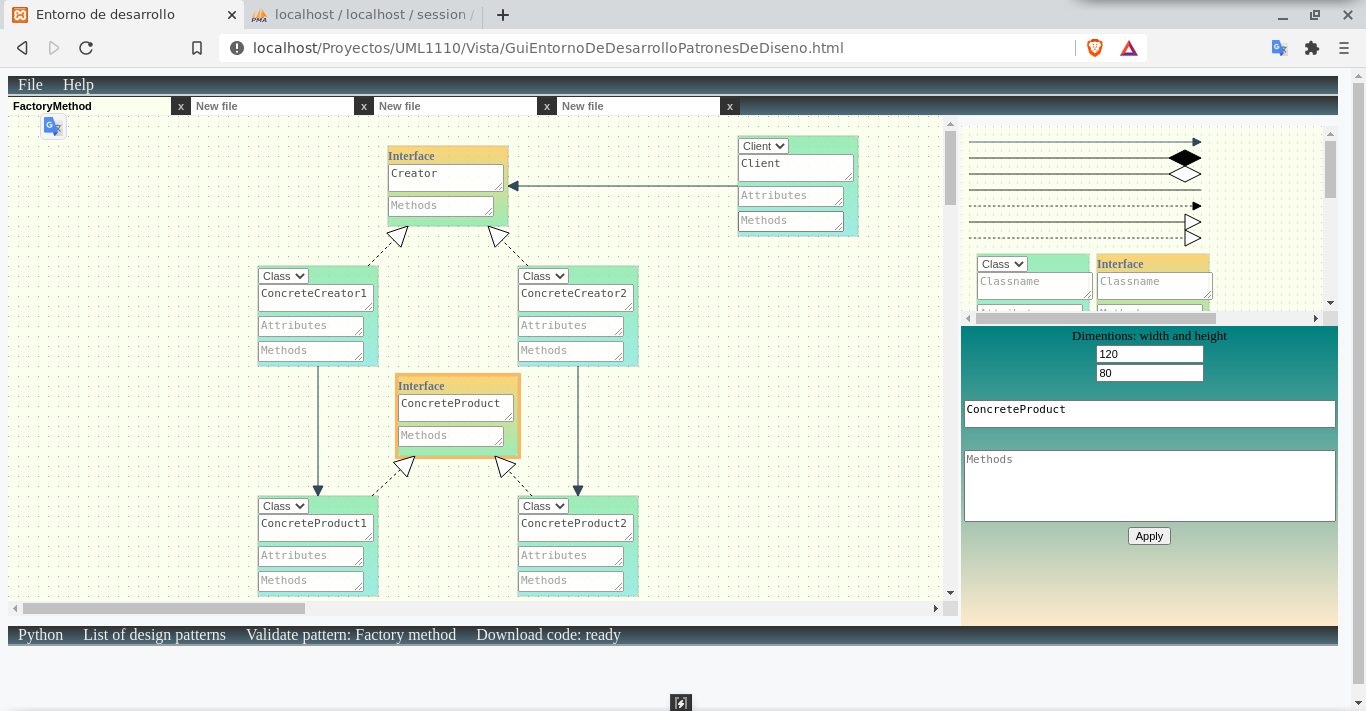 Entorno de desarrollo
localhost / localhost / session /
localhost/Proyectos/UML1110/Vista/GuiEntornoDeDesarrolloPatronesDeDiseno.html
File Help
FactoryMethod x New file x New file x New file x
Interface
Creator
Methods
Client
Client
Attributes
Methods
Class
ConcreteCreator1
Attributes
Methods
Class
ConcreteCreator2
Attributes
Methods
Interface
ConcreteProduct
Methods
Class
ConcreteProduct1
Attributes
Methods
Class
ConcreteProduct2
Attributes
Methods
Class
Classname
Interface
Classname
Dimentions: width and height
120
80
ConcreteProduct
Methods
Apply
Python List of design patterns Validate pattern: Factory method Download code: ready